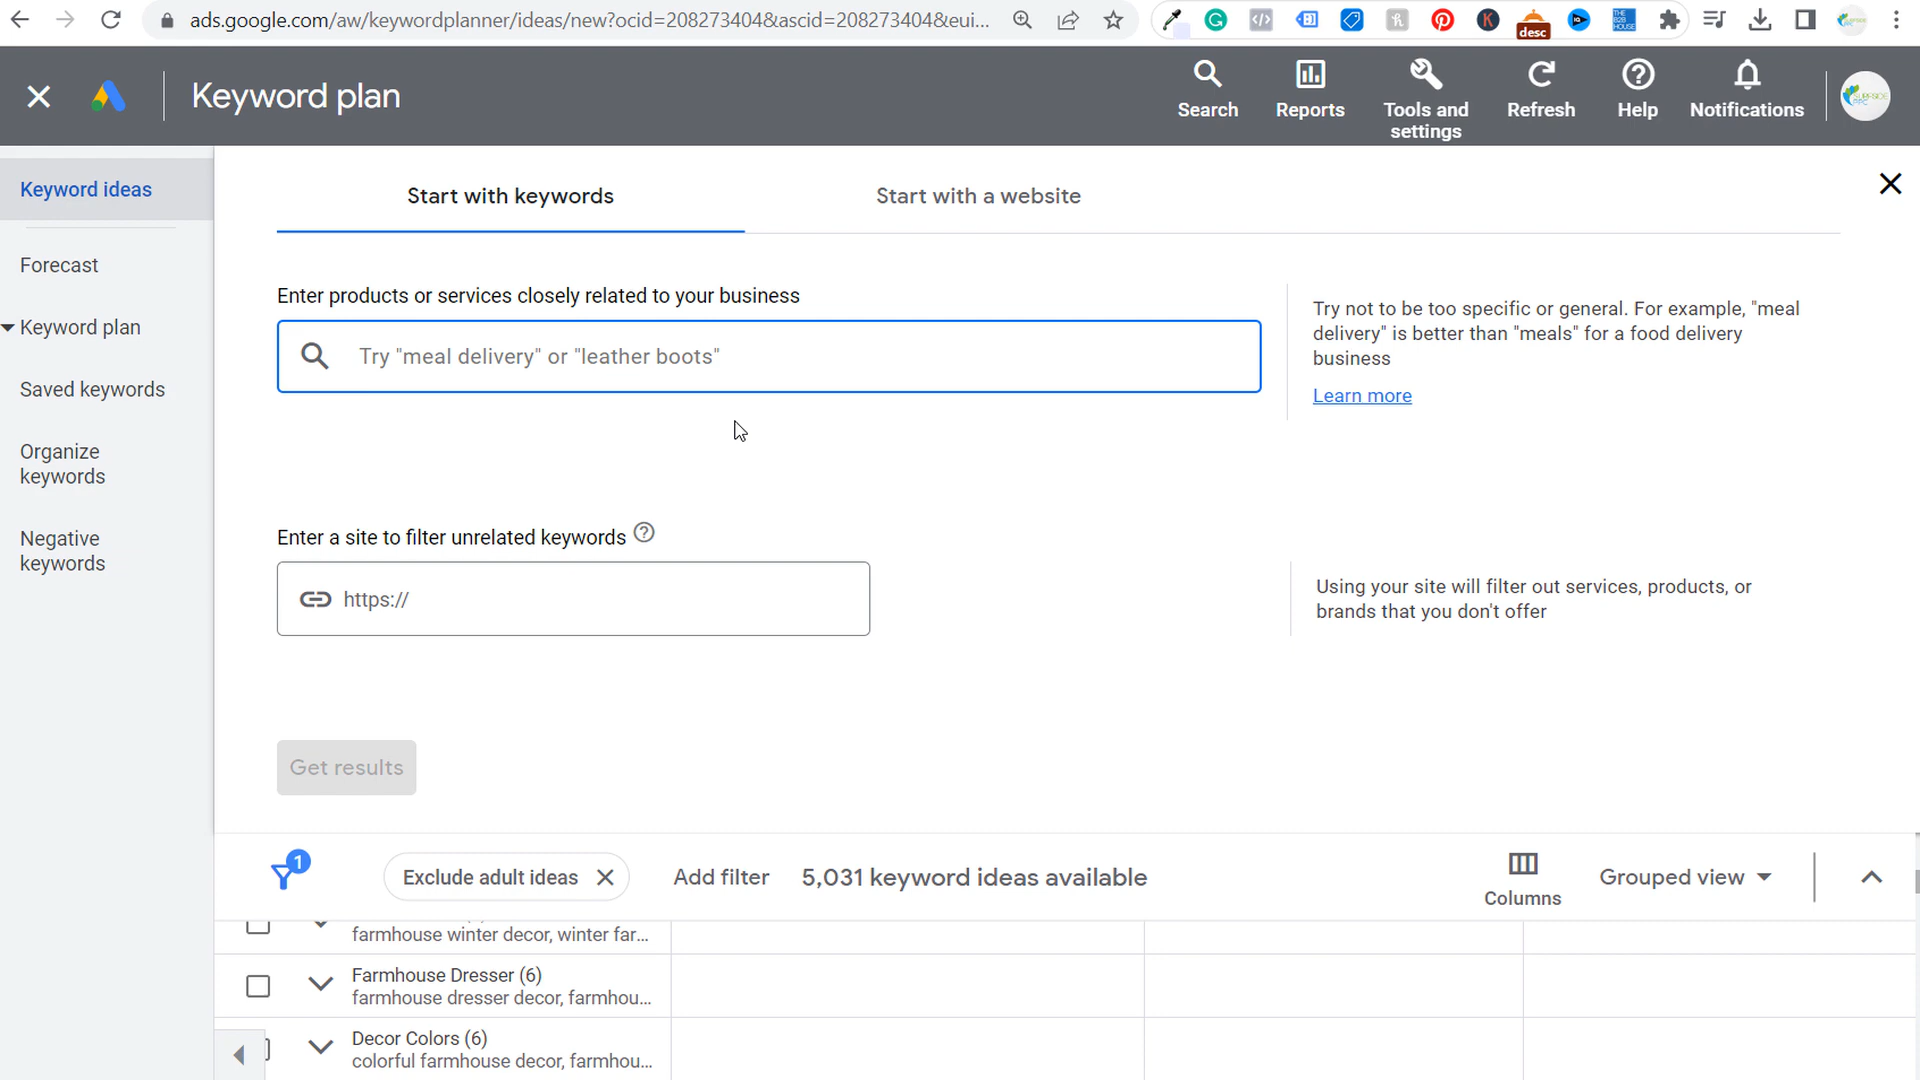 ads.google.com/aw/keywordplanner/ideas/new?ocid=208273404&ascid=208273404&eui...
desc
THE B2B HOUSE
Keyword plan
Search
Reports
Tools and settings
Refresh
Help
Notifications
SURFSIDE PPC
Keyword ideas
Forecast
Keyword plan
Saved keywords
Organize
keywords
Negative
keywords
Start with keywords
Start with a website
Enter products or services closely related to your business
Try "meal delivery" or "leather boots"
Try not to be too specific or general. For example, "meal
delivery" is better than "meals" for a food delivery
business
Learn more
Enter a site to filter unrelated keywords
https://
Using your site will filter out services, products, or
brands that you don't offer
Get results
1
Exclude adult ideas
Add filter
5,031 keyword ideas available
Columns
Grouped view
farmhouse winter decor, winter far...
Farmhouse Dresser (6)
farmhouse dresser decor, farmhou...
Decor Colors (6)
colorful farmhouse decor, farmhou...